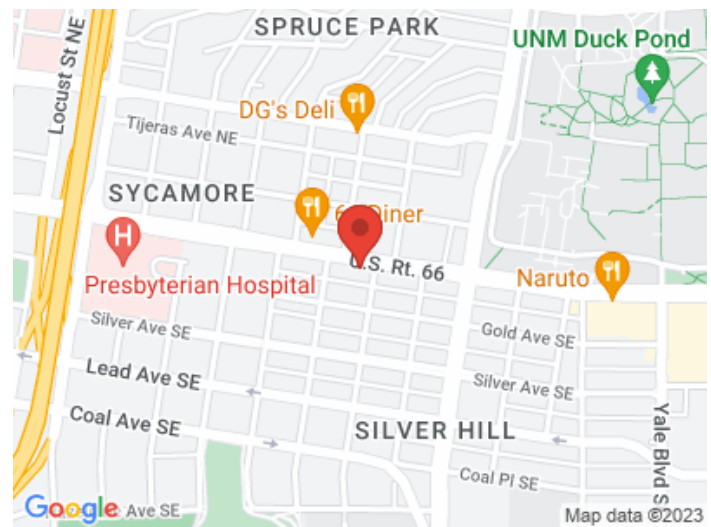 SPRUCE PARK
UNM Duck Pond
Locust St NE
DG's Deli
Tijeras Ave NE
SYCAMORE
Diner
H
U.S. Rt. 66
Presbyterian Hospital
Naruto
Silver Ave SE
Gold Ave SE
Lead Ave SE
Silver Ave SE
Coal Ave SE
SILVER HILL
Yale Blvd S
Coal Pl SE
Google
Ave SE
Map data ©2023